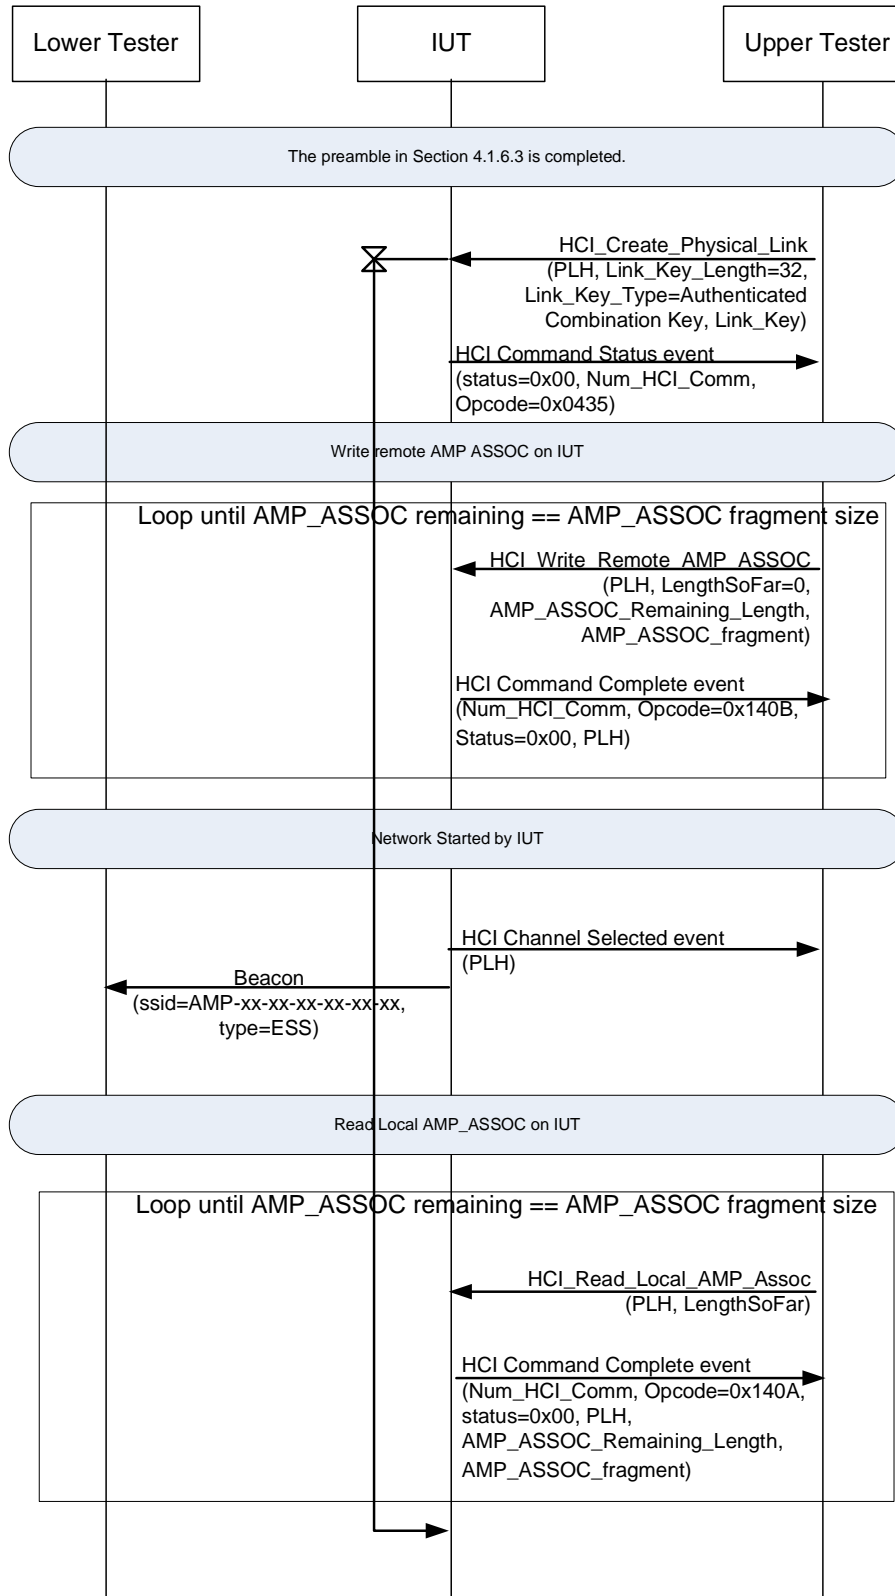 Lower Tester
IUT
Upper Tester
The preamble in Section 4.1.6.3 is completed.
HCI_Create_Physical_Link
(PLH, Link_Key_Length=32,
Link_Key_Type=Authenticated
Combination Key, Link_Key)
HCI Command Status event
(status=0x00, Num_HCI_Comm,
Opcode=0x0435)
Write remote AMP ASSOC on IUT
Loop until AMP_ASSOC remaining == AMP_ASSOC fragment size
HCI_Write_Remote_AMP_ASSOC
(PLH, LengthSoFar=0,
AMP_ASSOC_Remaining_Length,
AMP_ASSOC_fragment)
HCI Command Complete event
(Num_HCI_Comm, Opcode=0x140B,
Status=0x00, PLH)
Network Started by IUT
HCI Channel Selected event
(PLH)
Beacon
(ssid=AMP-xx-xx-xx-xx-xx-xx,
type=ESS)
Read Local AMP_ASSOC on IUT
Loop until AMP_ASSOC remaining == AMP_ASSOC fragment size
HCI_Read_Local_AMP_Assoc
(PLH, LengthSoFar)
HCI Command Complete event
(Num_HCI_Comm, Opcode=0x140A,
status=0x00, PLH,
AMP_ASSOC_Remaining_Length,
AMP_ASSOC_fragment)